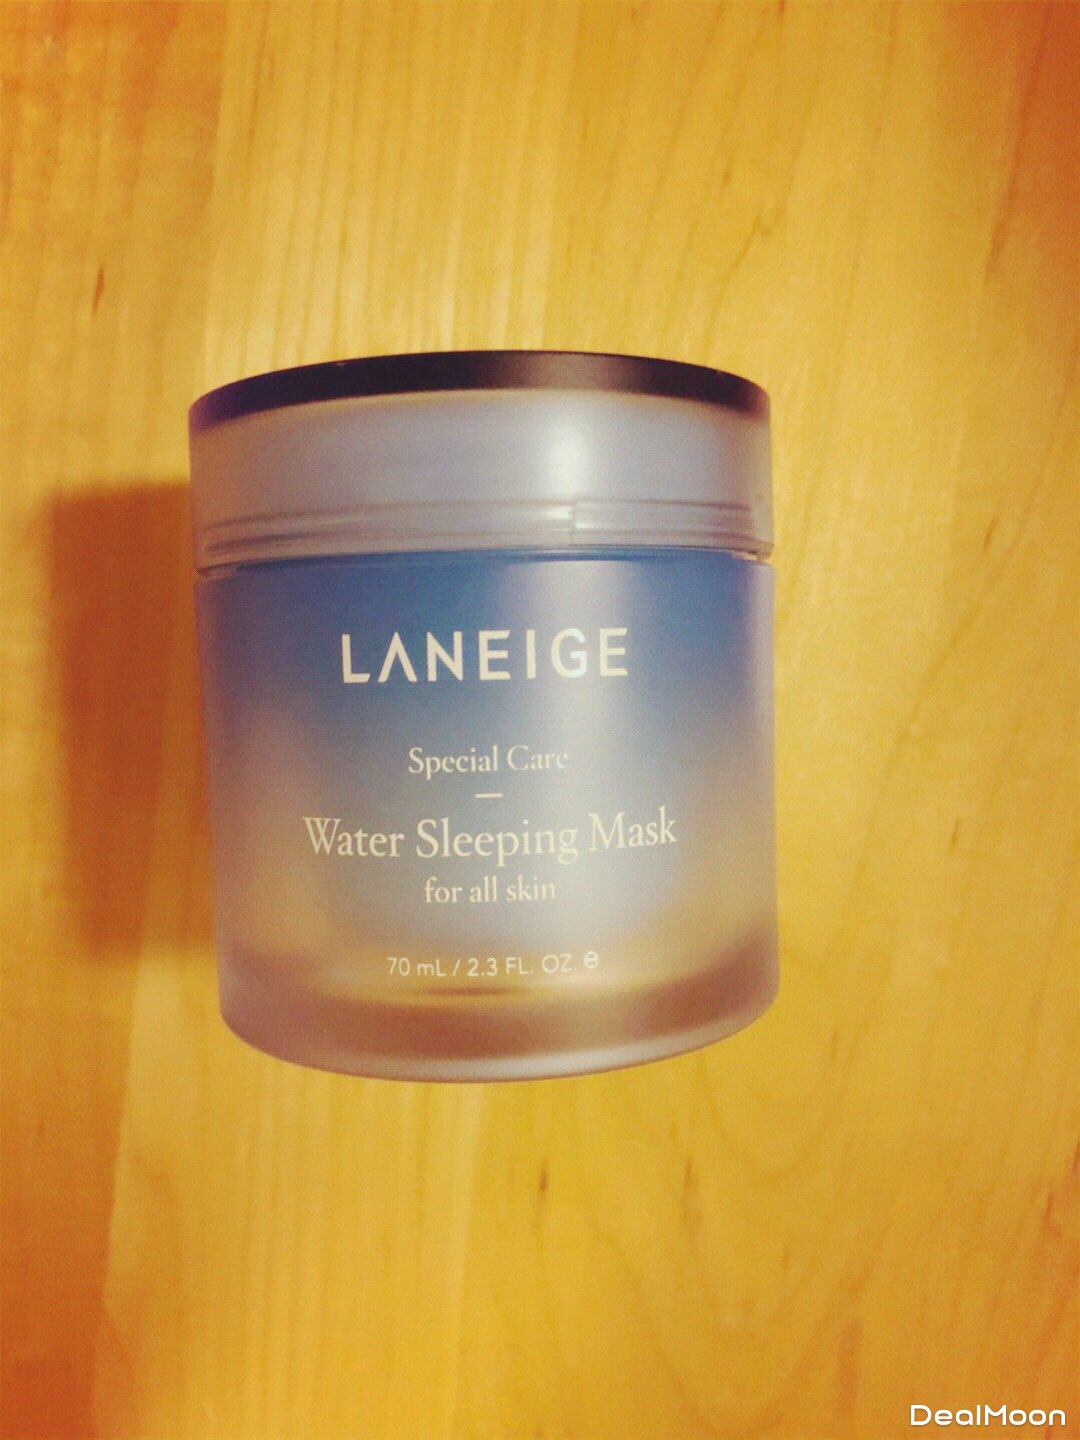 LANEIGE
Special Care
Water Sleeping Mask
for all skin
70 mL / 2.3 FL. OZ. ℮
DealMoon